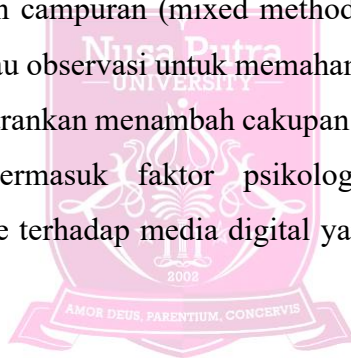 n campuran (mixed method
Nusa Putra
UNIVERSITY
au observasi untuk memahan
rankan menambah cakupan
ermasuk faktor psikolog
e terhadap media digital ya
2002
AMOR DEUS, PARENTIUM, CONCERVIS